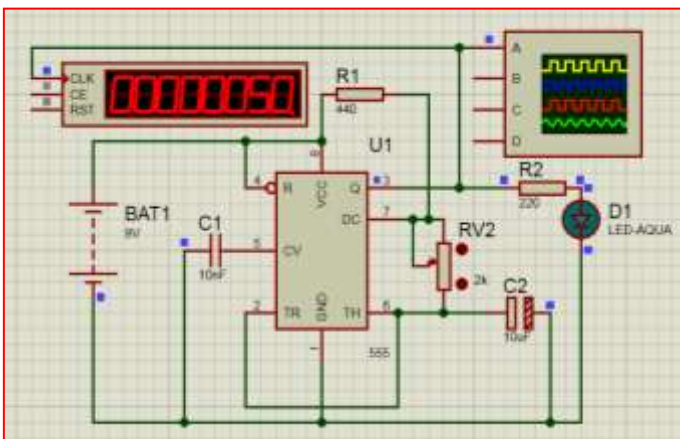 A
CLK
CE
RST
00000050
R1
440
B
C
D
U1
R2
220
8
4
R
VCC
Q
3
DC
7
D1
LED-AQUA
BAT1
9V
C1
10nF
5
CV
RV2
2k
2
TR
GND
TH
6
C2
10uF
1
555